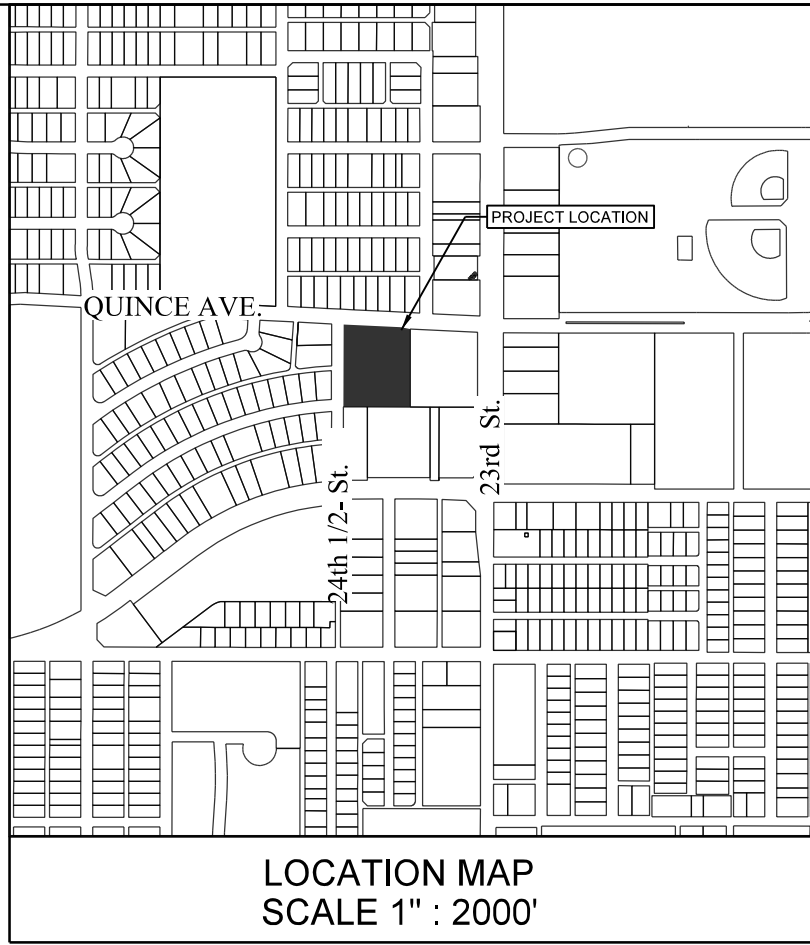 PROJECT LOCATION
QUINCE AVE.
23rd St.
24th 1/2- St.
LOCATION MAP
SCALE 1" : 2000'